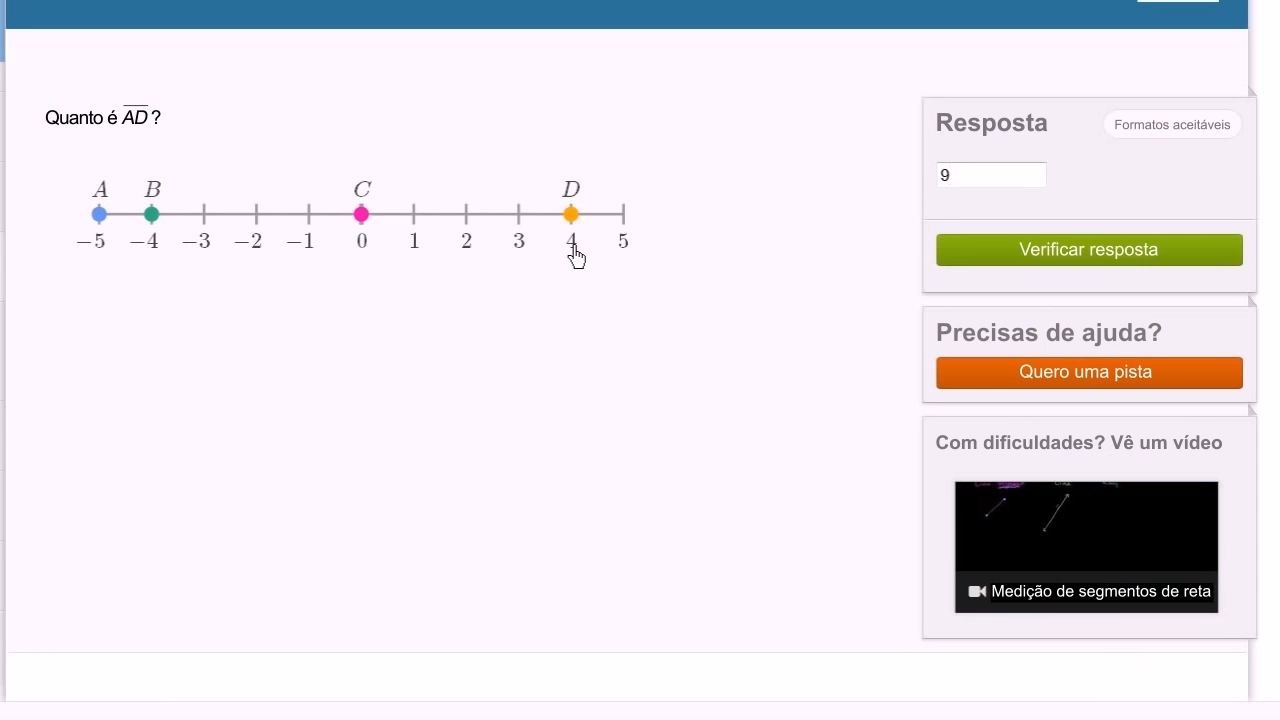 Quanto é AD?
A B C D
−5 −4 −3 −2 −1 0 1 2 3 4 5
Resposta
Formatos aceitáveis
9
Verificar resposta
Precisas de ajuda?
Quero uma pista
Com dificuldades? Vê um vídeo
Medição de segmentos de reta